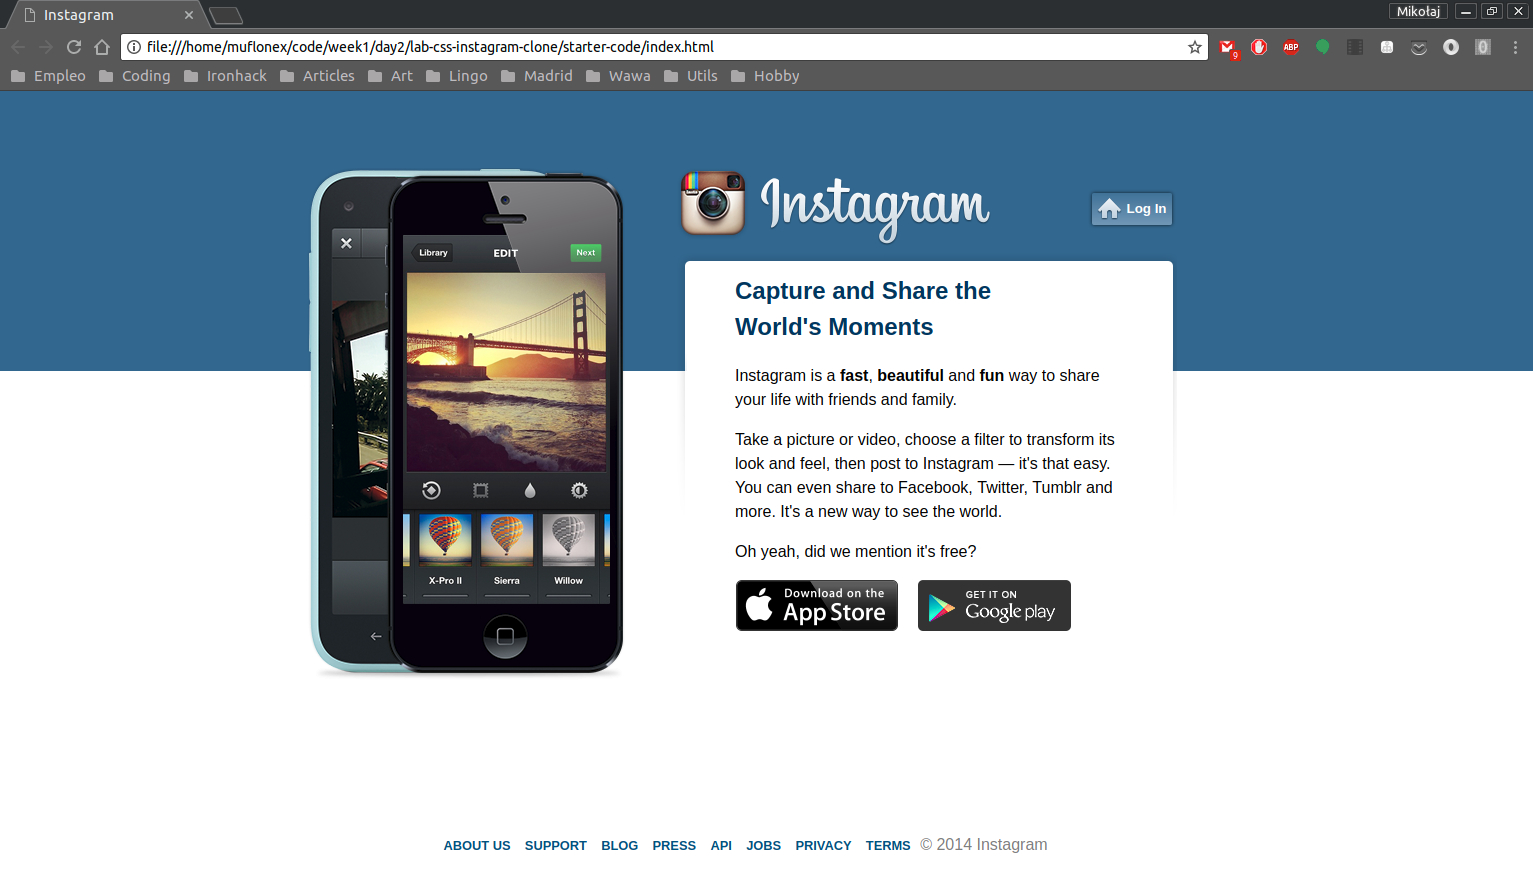 Instagram
Mikołaj
file:///home/muflonex/code/week1/day2/lab-css-instagram-clone/starter-code/index.html
9
ABP
Empleo Coding Ironhack Articles Art Lingo Madrid Wawa Utils Hobby
Instagram
Log In
Library EDIT Next
Capture and Share the
World's Moments
Instagram is a fast, beautiful and fun way to share
your life with friends and family.
Take a picture or video, choose a filter to transform its
look and feel, then post to Instagram — it's that easy.
You can even share to Facebook, Twitter, Tumblr and
more. It's a new way to see the world.
Oh yeah, did we mention it's free?
X-Pro II Sierra Willow
Download on the
App Store
GET IT ON
Google play
ABOUT US SUPPORT BLOG PRESS API JOBS PRIVACY TERMS © 2014 Instagram